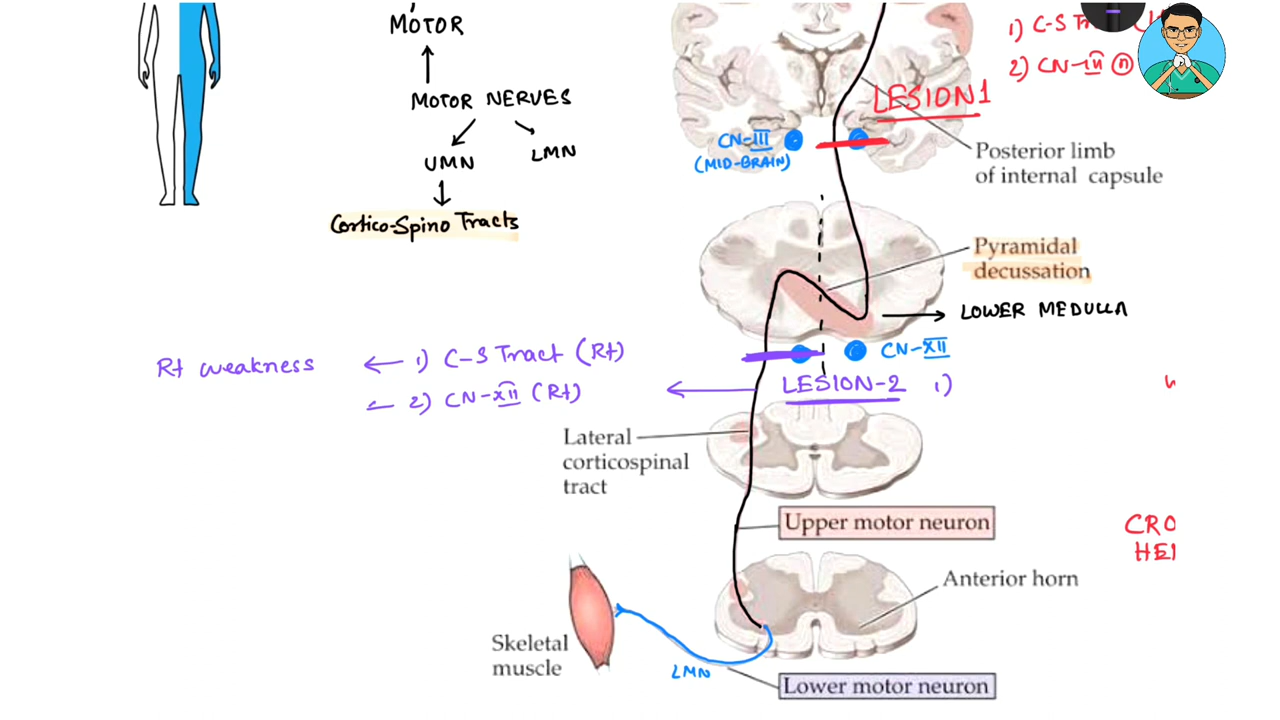 MOTOR
MOTOR NERVES
UMN
LMN
Cortico-Spino Tracts
1) C-S Tra
2) CN-III (n)
LESION 1
CN-III
(MID-BRAIN)
Posterior limb
of internal capsule
Pyramidal
decussation
LOWER MEDULLA
CN-XII
Rt weakness
1) C-S Tract (Rt)
2) CN-XII (Rt)
LESION-2 1)
Lateral
corticospinal
tract
Upper motor neuron
CRO
HEI
Anterior horn
Skeletal
muscle
LMN
Lower motor neuron